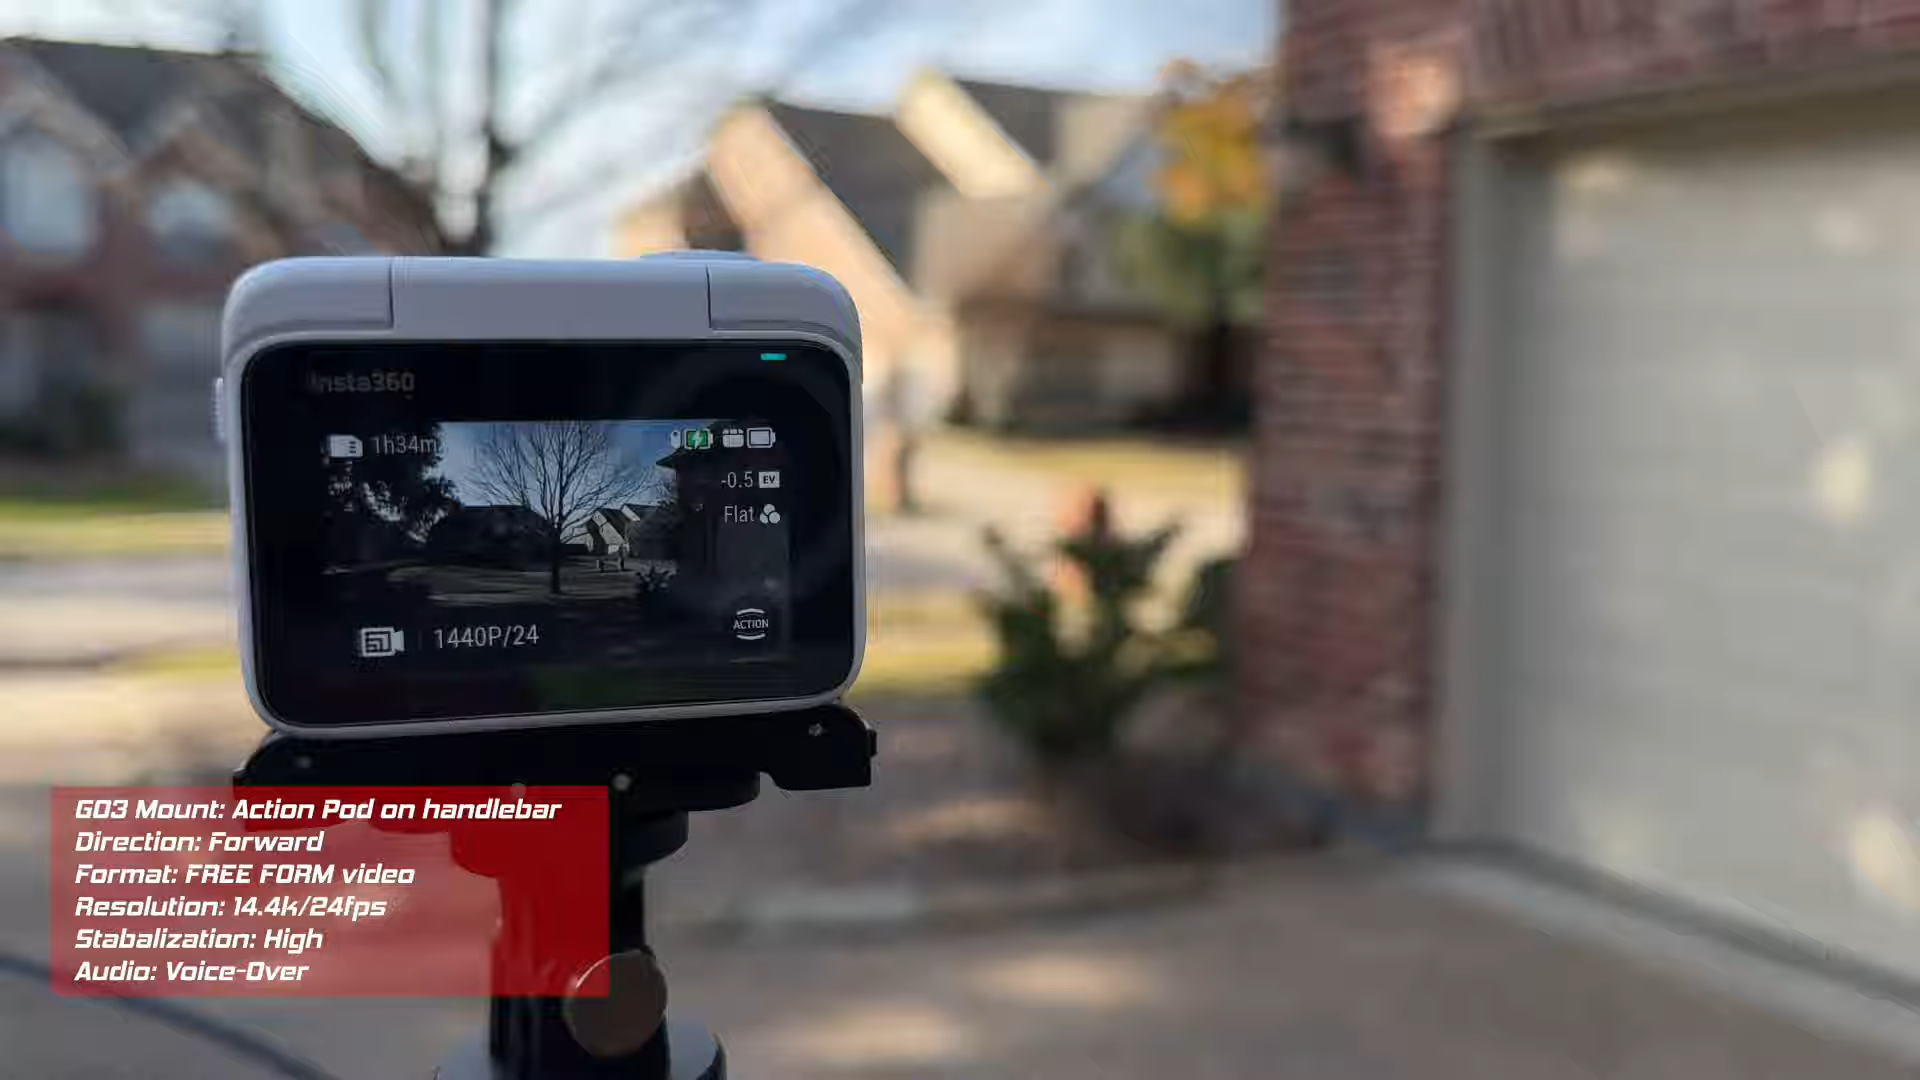 Insta360
1h34m
-0.5 EV
Flat
ACTION
1440P/24
GO3 Mount: Action Pod on handlebar
Direction: Forward
Format: FREE FORM video
Resolution: 14.4k/24fps
Stabalization: High
Audio: Voice-Over